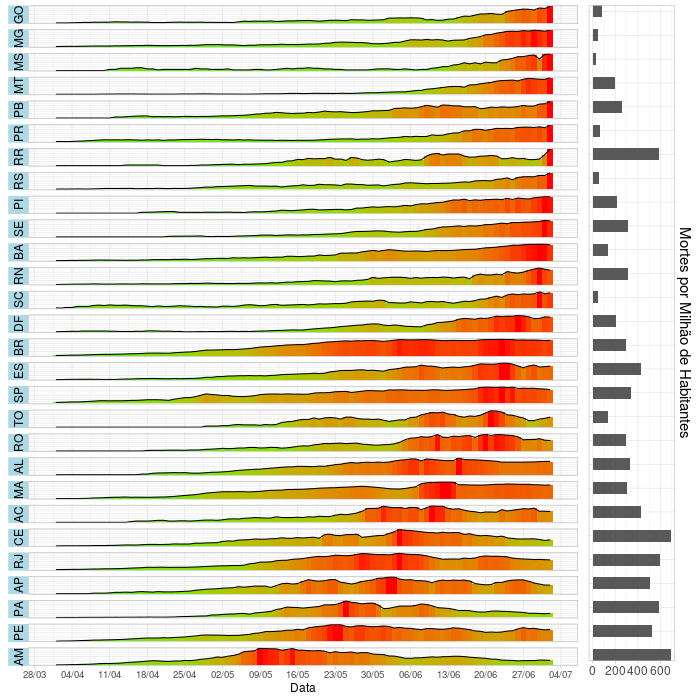 GO
MG
MS
MT
PB
PR
RR
RS
PI
SE
BA
RN
SC
DF
BR
ES
SP
TO
RO
AL
MA
AC
CE
RJ
AP
PA
PE
AM
28/03 04/04 11/04 18/04 25/04 02/05 09/05 16/05 23/05 30/05 06/06 13/06 20/06 27/06 04/07
Data
0 200 400 600
Mortes por Milhão de Habitantes